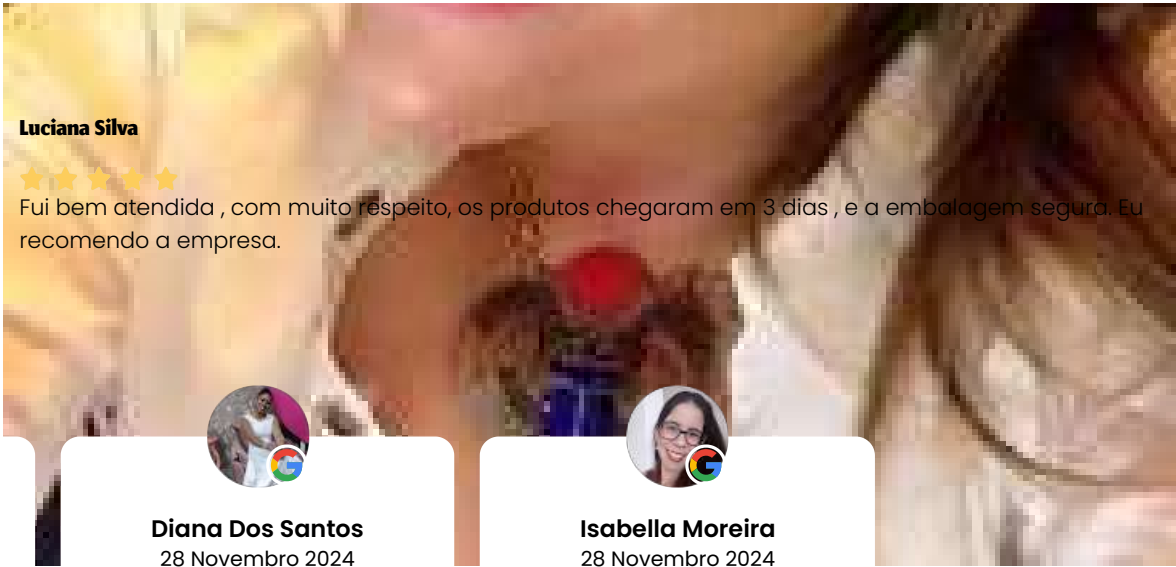 Luciana Silva
Fui bem atendida , com muito respeito, os produtos chegaram em 3 dias , e a embalagem segura. Eu
recomendo a empresa.
Diana Dos Santos
28 Novembro 2024
Isabella Moreira
28 Novembro 2024